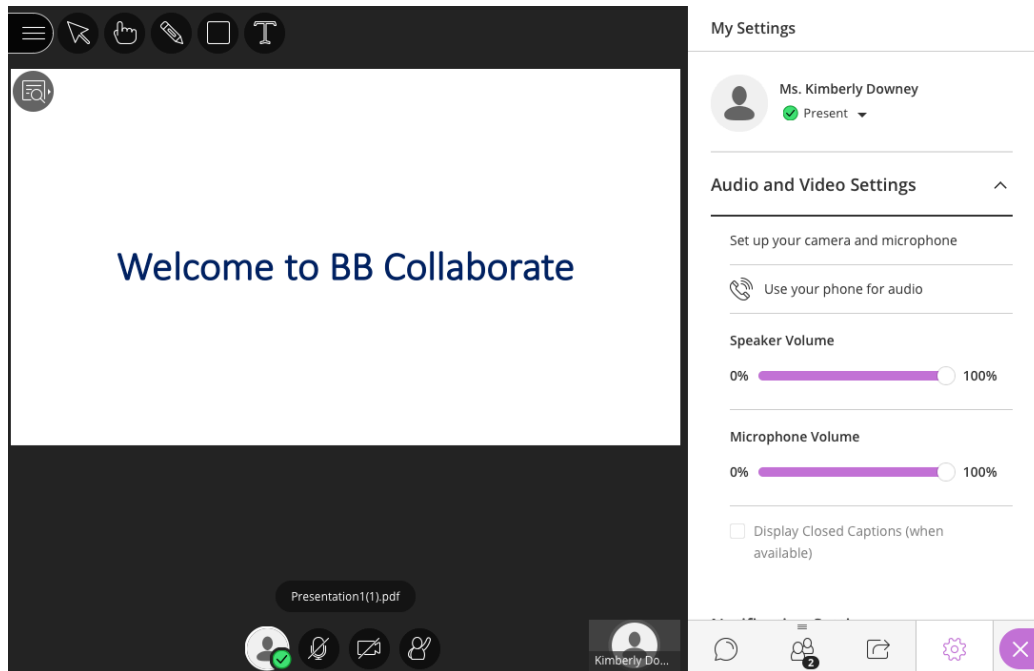 T
Welcome to BB Collaborate
Presentation1(1).pdf
Kimberly Do...
My Settings
Ms. Kimberly Downey
Present
Audio and Video Settings
Set up your camera and microphone
Use your phone for audio
Speaker Volume
0% 100%
Microphone Volume
0% 100%
Display Closed Captions (when
available)
2